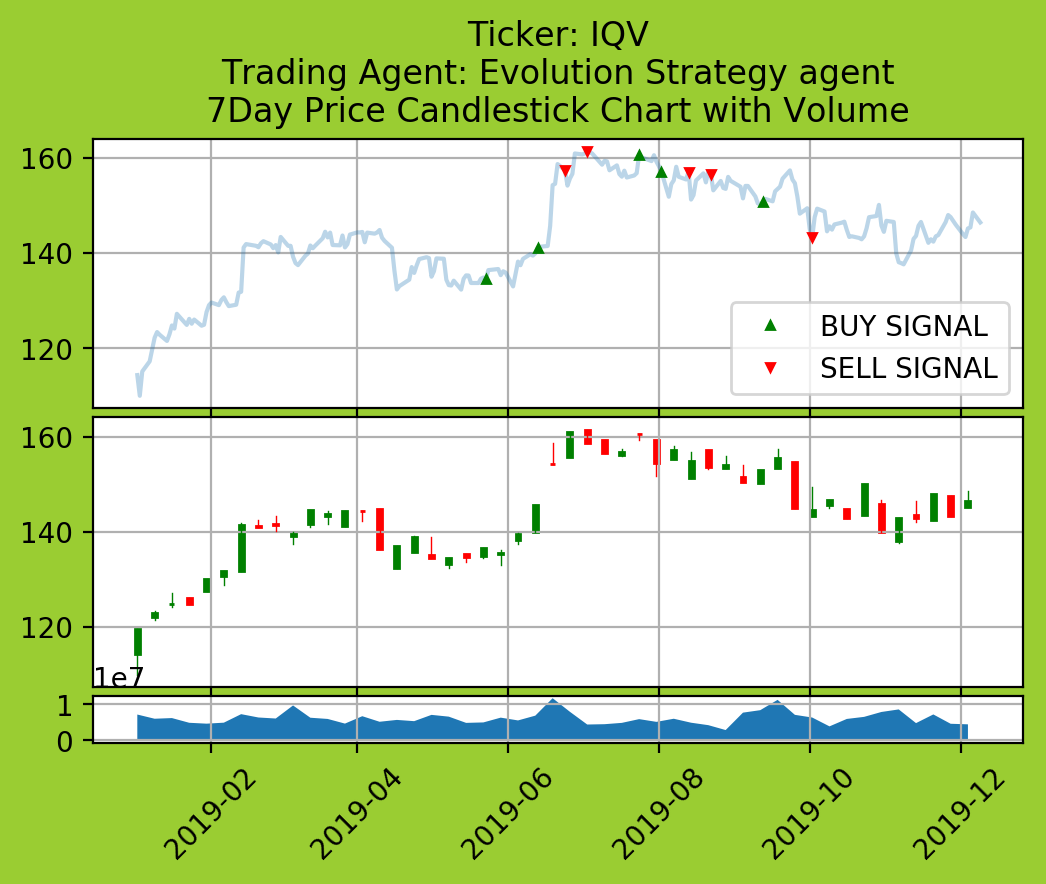 Ticker: IQV
Trading Agent: Evolution Strategy agent
7Day Price Candlestick Chart with Volume
160
140
120
BUY SIGNAL
SELL SIGNAL
160
140
120
1e7
1
0
2019-02
2019-04
2019-06
2019-08
2019-10
2019-12